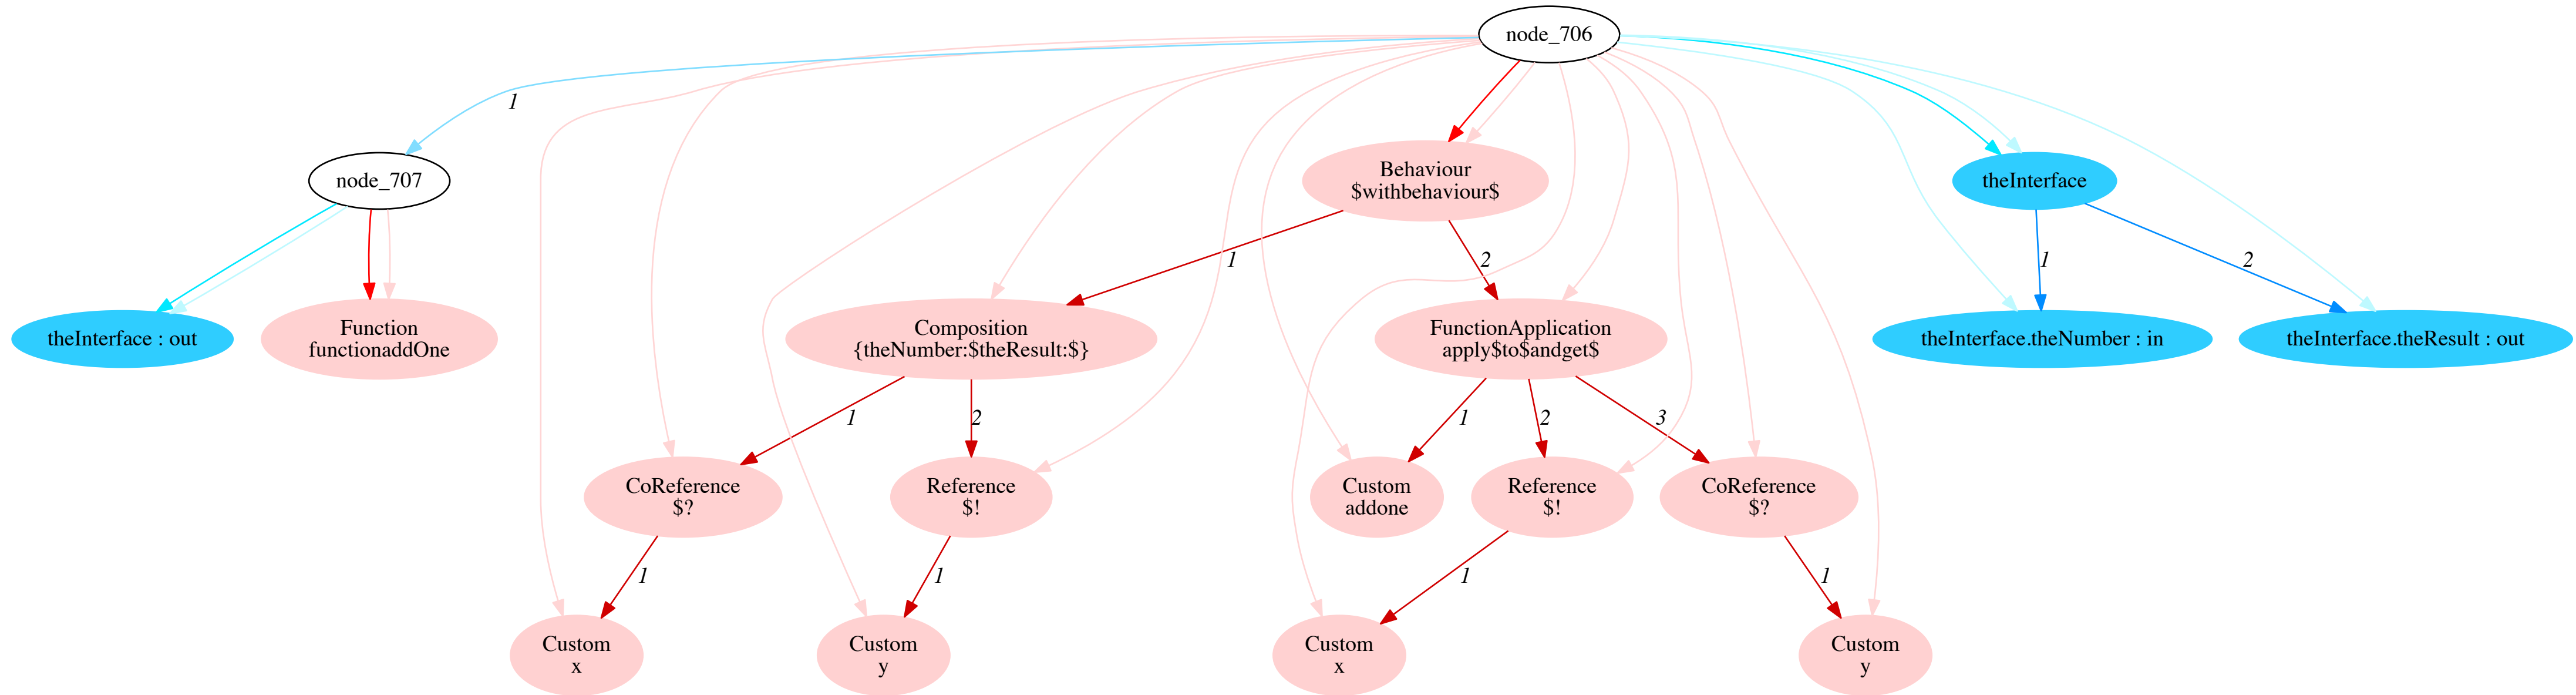 node_706
1
node_707
Behaviour
$withbehaviour$
theInterface
1
2
1
2
theInterface : out
Function
functionaddOne
Composition
{theNumber:$theResult:$}
FunctionApplication
apply$to$andget$
theInterface.theNumber : in
theInterface.theResult : out
1
2
1
2
3
CoReference
$?
Reference
$!
Custom
addone
Reference
$!
CoReference
$?
1
1
1
1
Custom
x
Custom
y
Custom
x
Custom
y